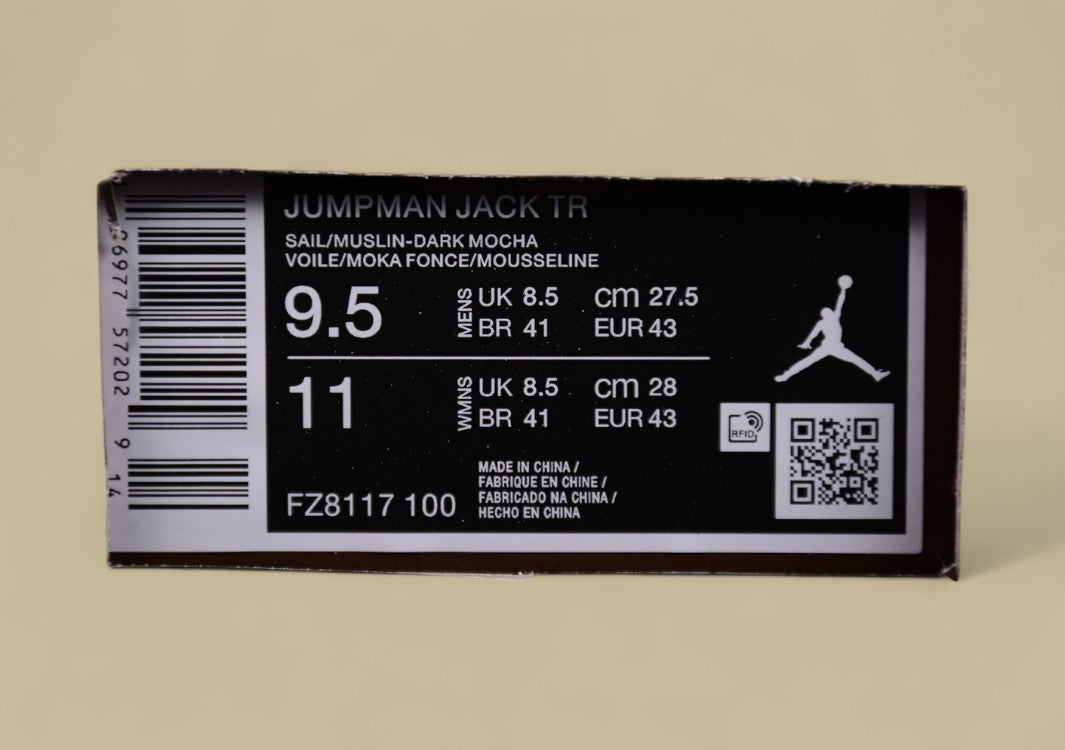 JUMPMAN JACK TR
SAIL/MUSLIN-DARK MOCHA
VOILE/MOKA FONCE/MOUSSELINE
9.5 MENS UK 8.5 cm 27.5
BR 41 EUR 43
11 WMNS UK 8.5 cm 28
BR 41 EUR 43
RFID
MADE IN CHINA /
FABRIQUE EN CHINE /
FABRICADO NA CHINA /
HECHO EN CHINA
FZ8117 100
57202 9 14